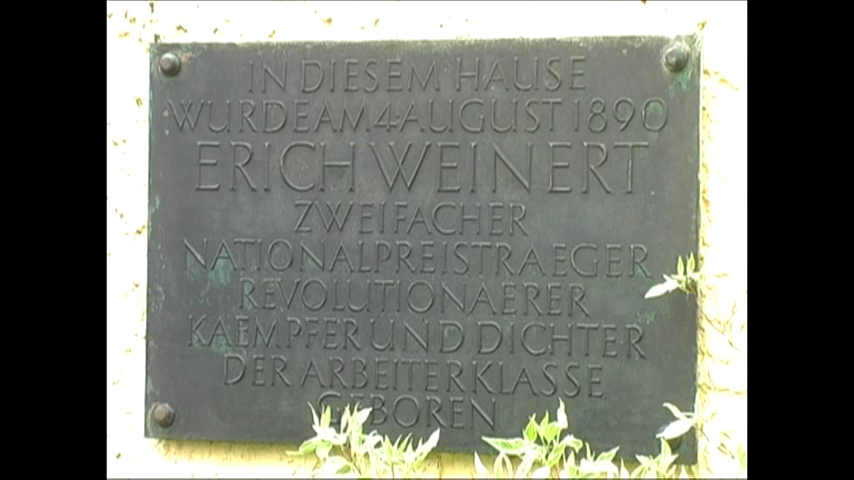 IN DIESEM HAUSE
WURDE AM 4. AUGUST 1890
ERICH WEINERT
ZWEIFACHER
NATIONALPREISTRAEGER
REVOLUTIONAERER
KAEMPFER UND DICHTER
DER ARBEITERKLASSE
GEBOREN